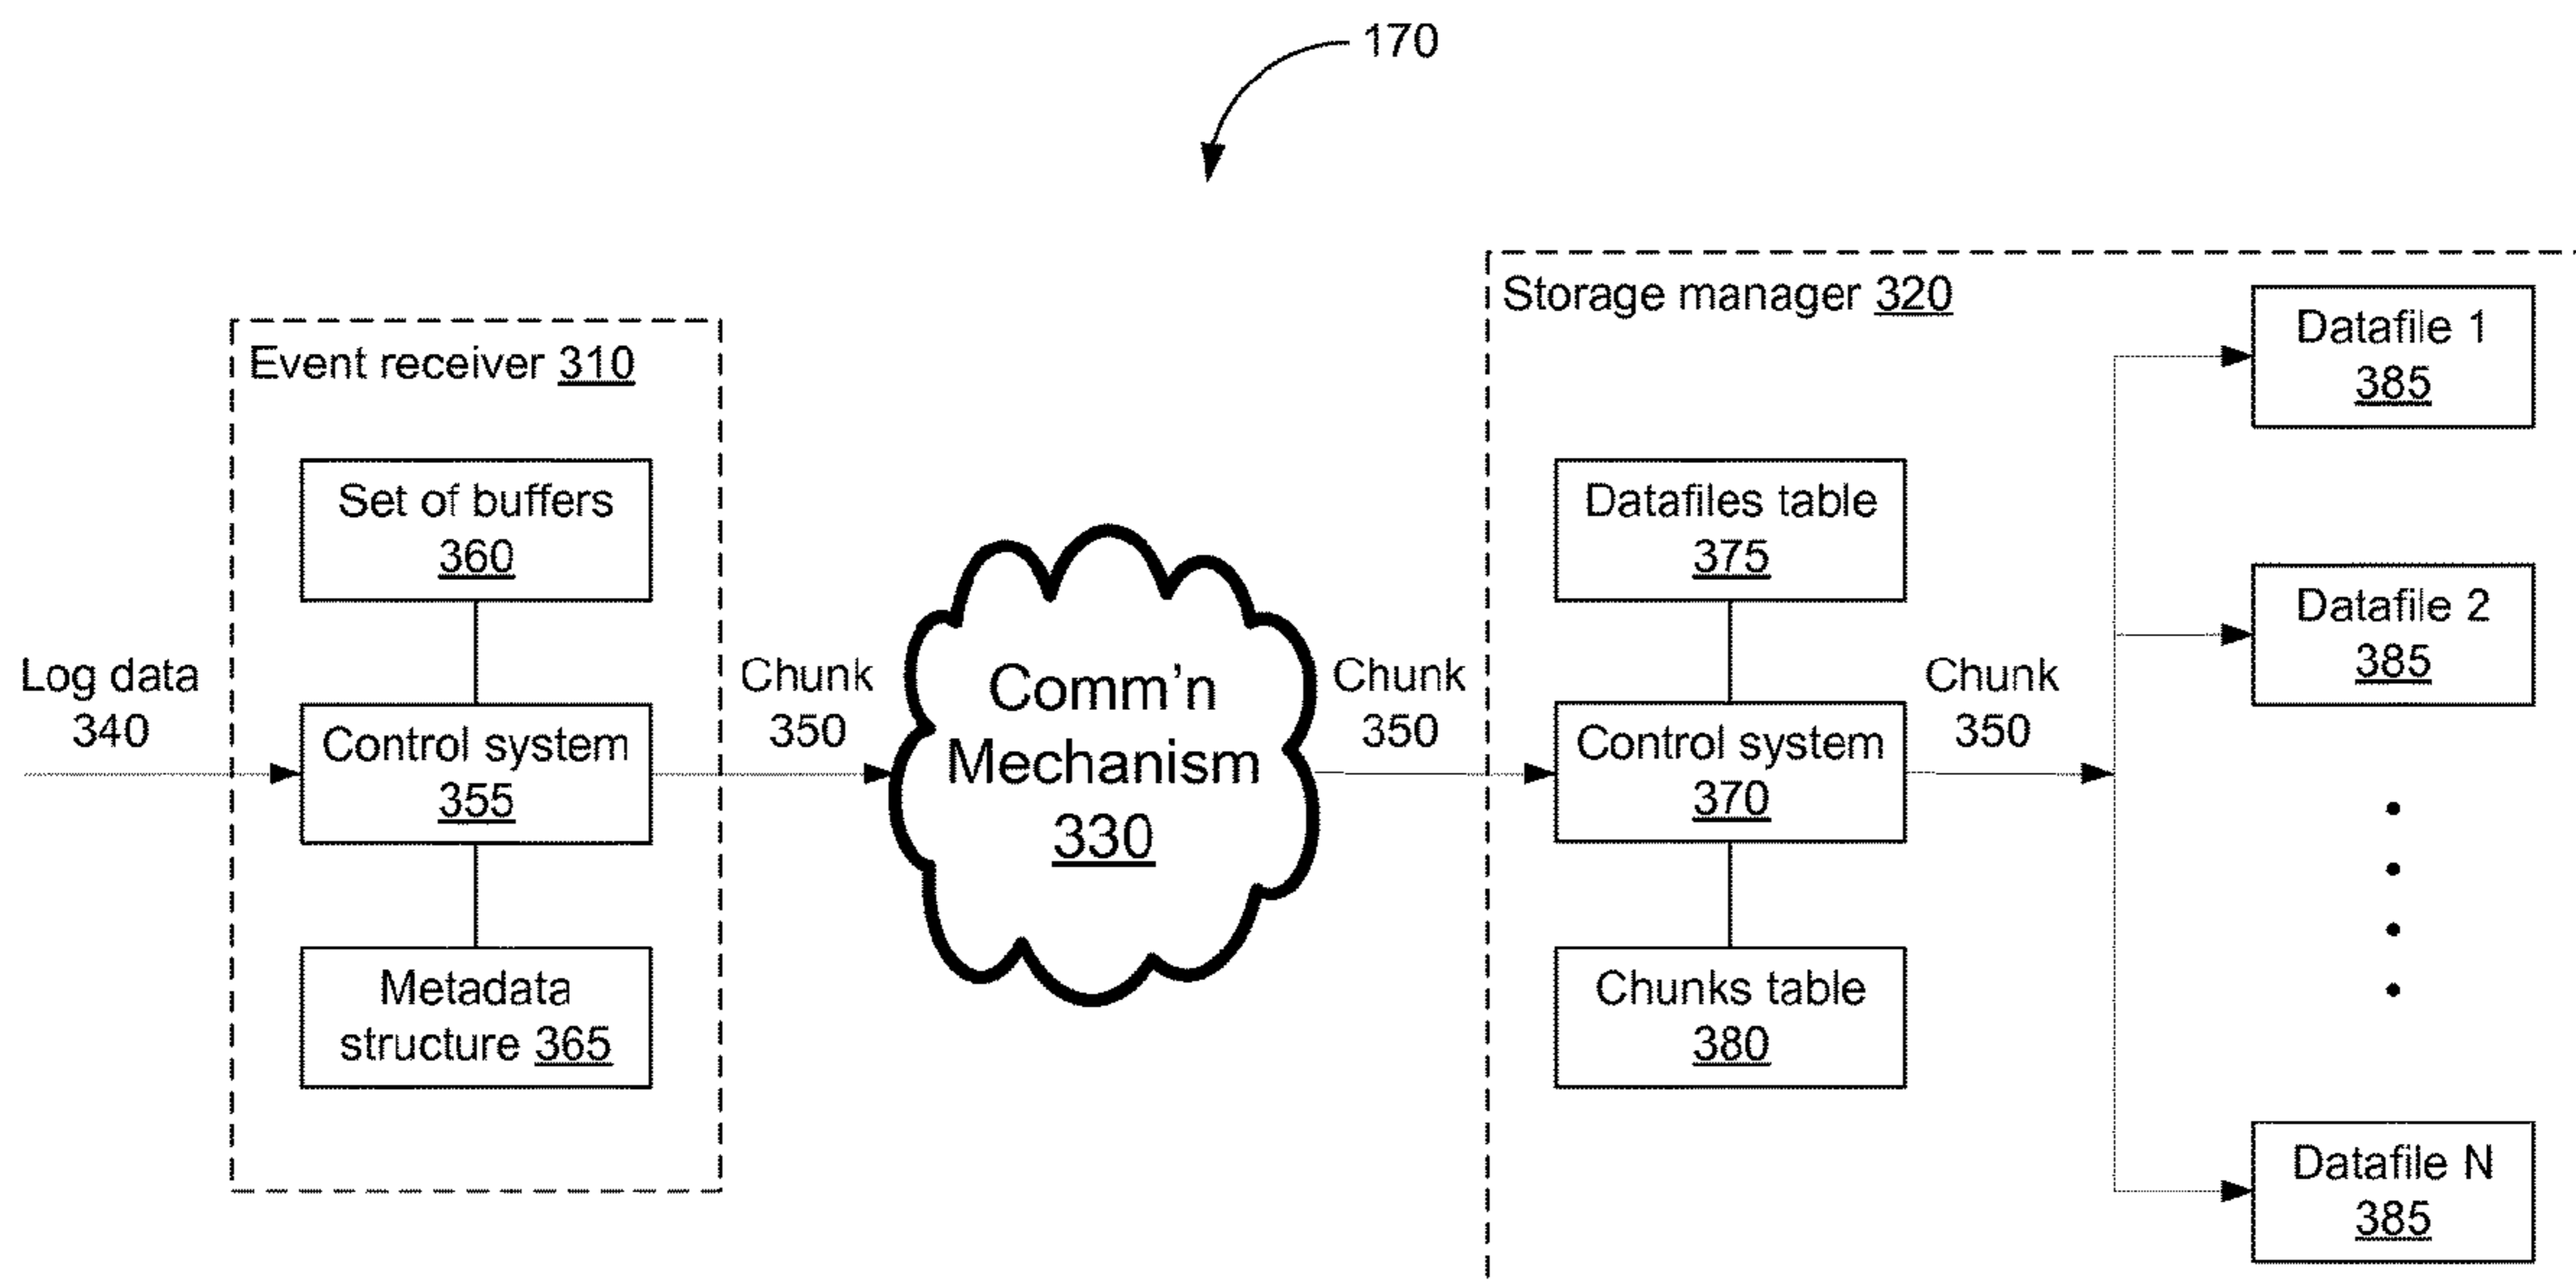 170
Event receiver 310
Set of buffers
360
Log data
340
Control system
355
Metadata
structure 365
Chunk
350
Comm’n
Mechanism
330
Chunk
350
Storage manager 320
Datafiles table
375
Control system
370
Chunks table
380
Chunk
350
Datafile 1
385
Datafile 2
385
Datafile N
385